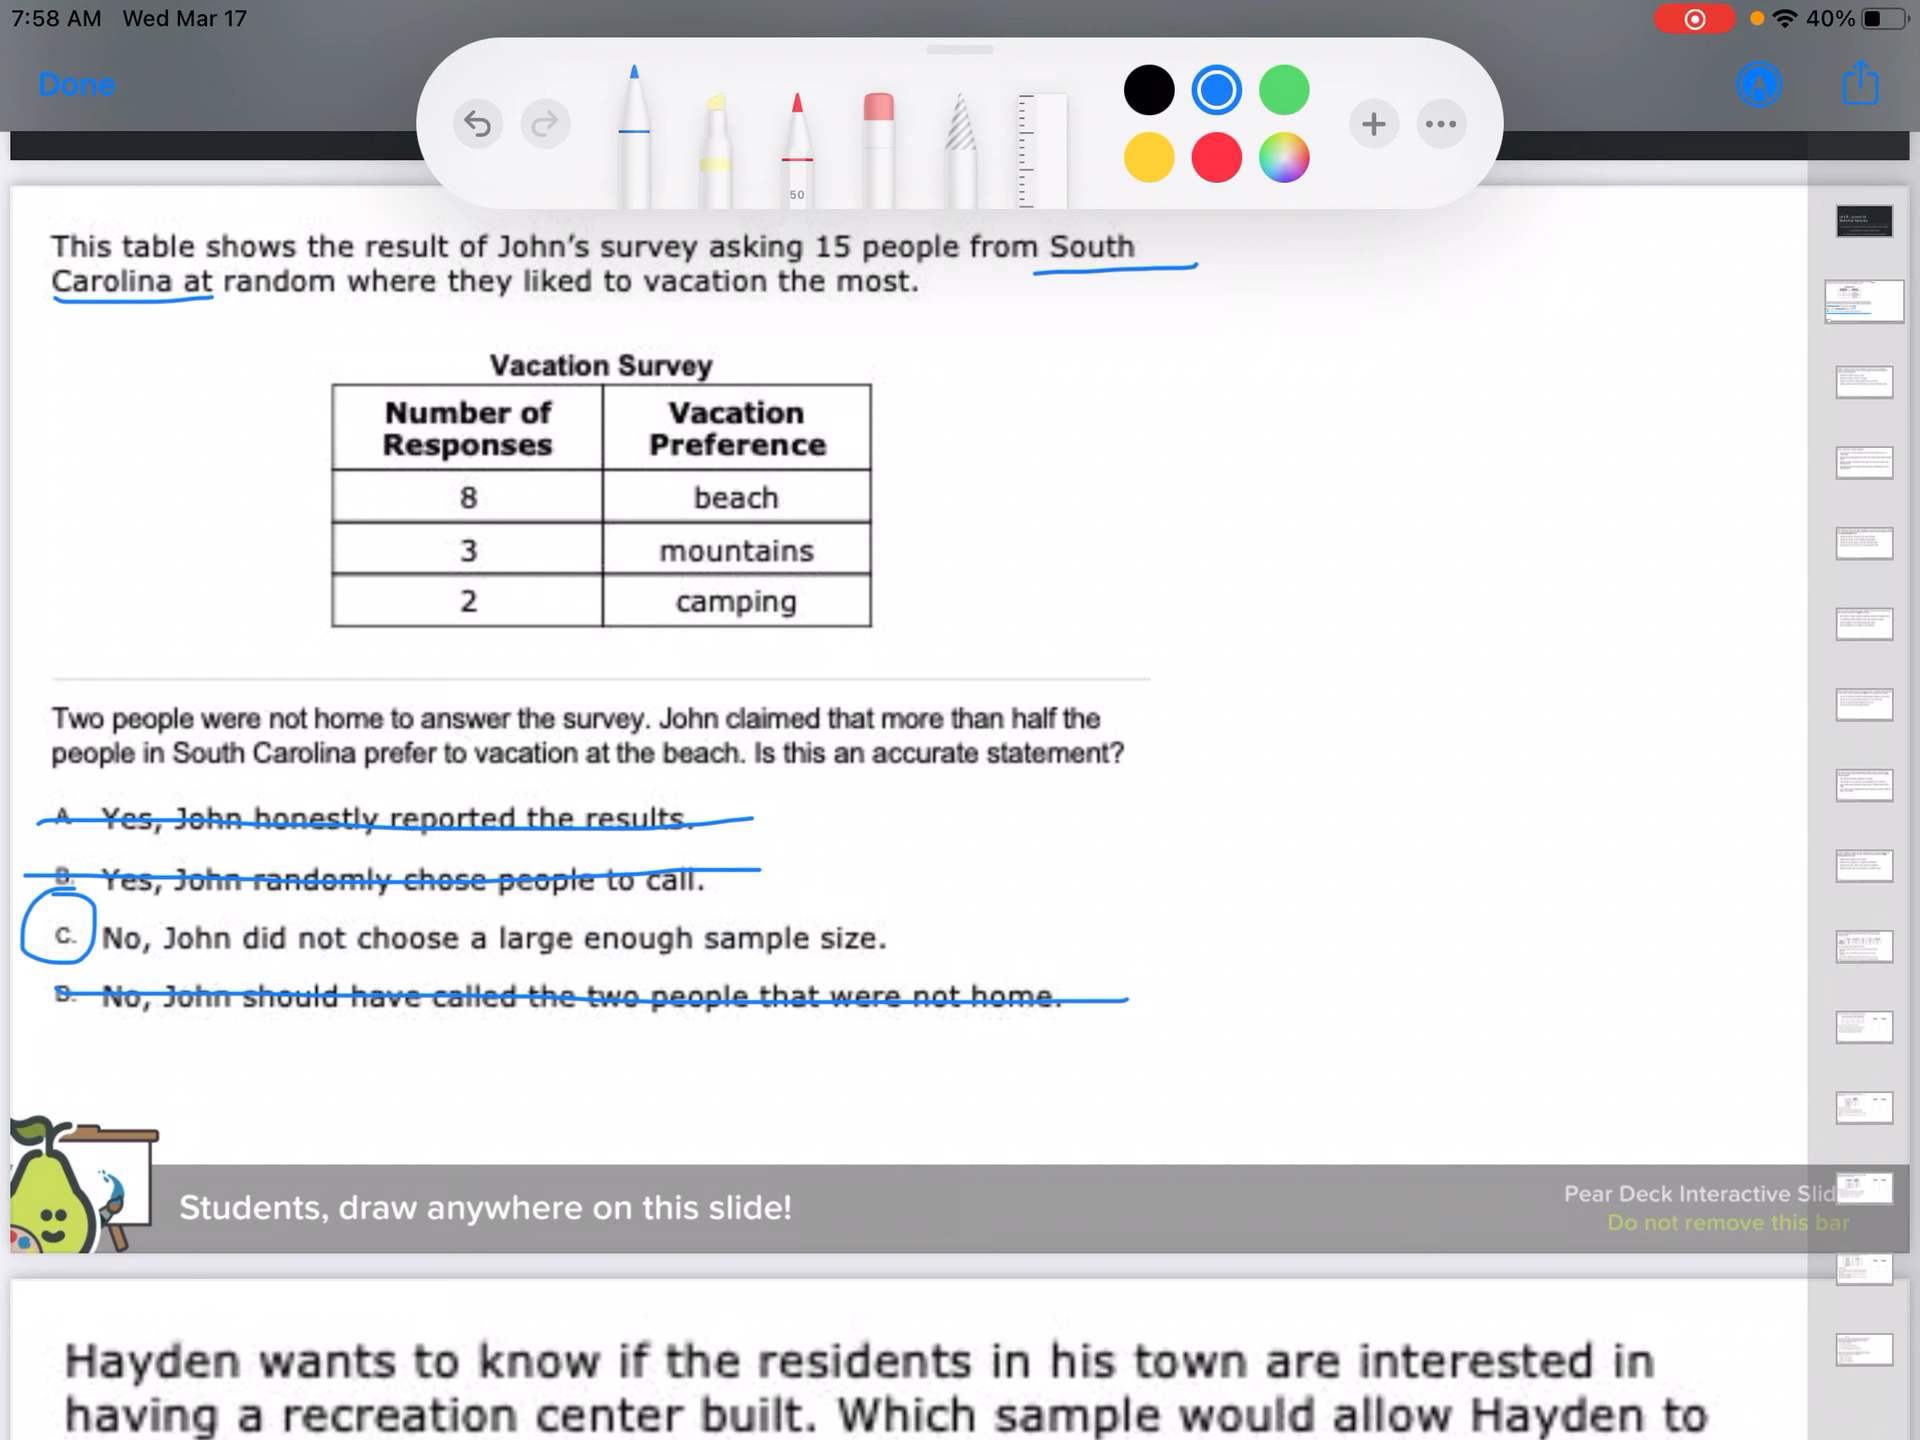 7:58 AM Wed Mar 17
40%
Done
50
This table shows the result of John's survey asking 15 people from South
Carolina at random where they liked to vacation the most.
Vacation Survey
Number of Responses
Vacation Preference
8 beach
3 mountains
2 camping
Two people were not home to answer the survey. John claimed that more than half the
people in South Carolina prefer to vacation at the beach. Is this an accurate statement?
A. Yes, John honestly reported the results.
B. Yes, John randomly chose people to call.
C. No, John did not choose a large enough sample size.
D. No, John should have called the two people that were not home.
Students, draw anywhere on this slide!
Pear Deck Interactive Slid
Do not remove this bar
Hayden wants to know if the residents in his town are interested in
having a recreation center built. Which sample would allow Hayden to